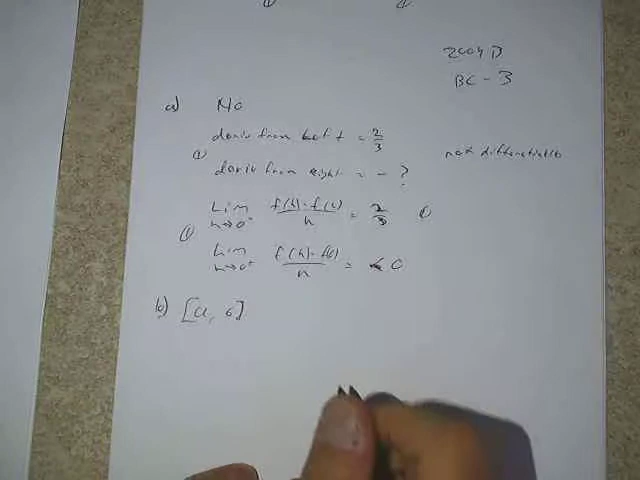 2009 B
BC - 3
a) No
deriv from left = 2/3
not differentiable
deriv from right = - ?
Lim h→0⁻ f(h)-f(0)/h = 2/3
Lim h→0⁺ f(h)-f(0)/h = < 0
b) [a, 6]